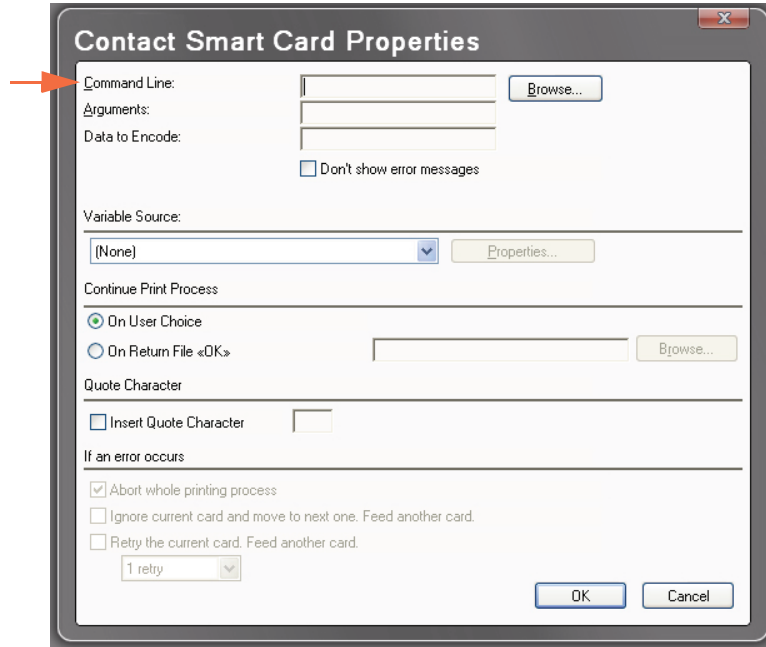 Contact Smart Card Properties
Command Line:
Browse...
Arguments:
Data to Encode:
Don't show error messages
Variable Source:
(None)
Properties...
Continue Print Process
On User Choice
On Return File «OK»
Browse...
Quote Character
Insert Quote Character
If an error occurs
Abort whole printing process
Ignore current card and move to next one. Feed another card.
Retry the current card. Feed another card.
1 retry
OK
Cancel